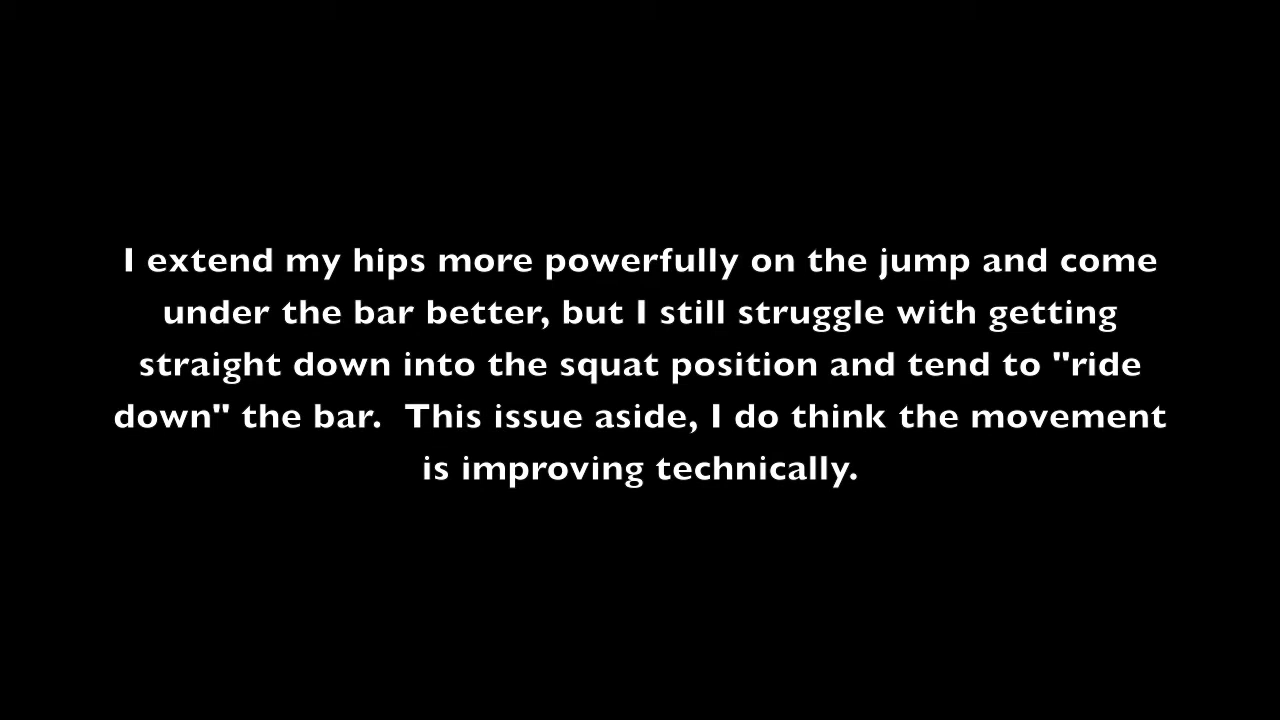 I extend my hips more powerfully on the jump and come
under the bar better, but I still struggle with getting
straight down into the squat position and tend to "ride
down" the bar.  This issue aside, I do think the movement
is improving technically.